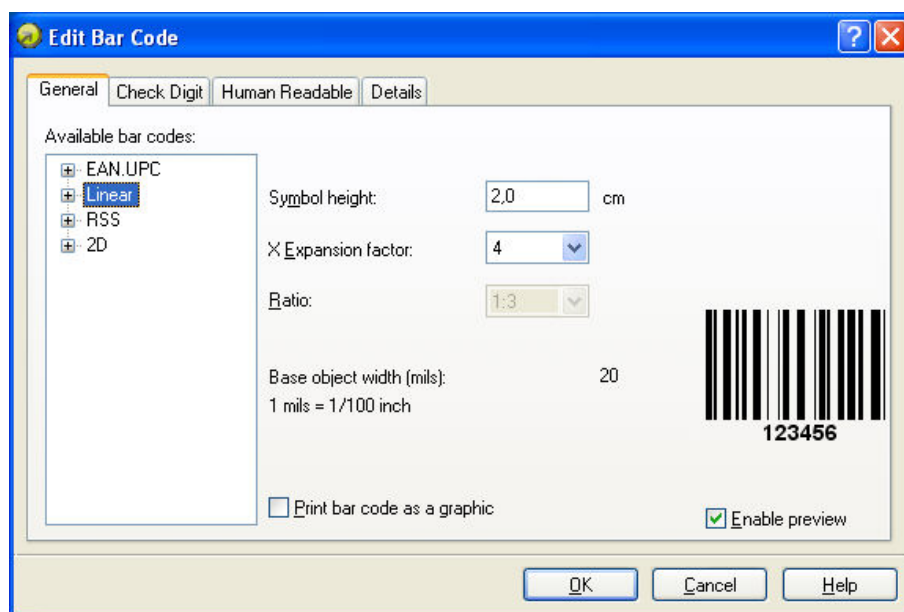 Edit Bar Code
General Check Digit Human Readable Details
Available bar codes:
EAN.UPC
Linear
RSS
2D
Symbol height: 2,0 cm
X Expansion factor: 4
Ratio: 1:3
Base object width (mils): 20
1 mils = 1/100 inch
123456
Print bar code as a graphic
Enable preview
OK Cancel Help